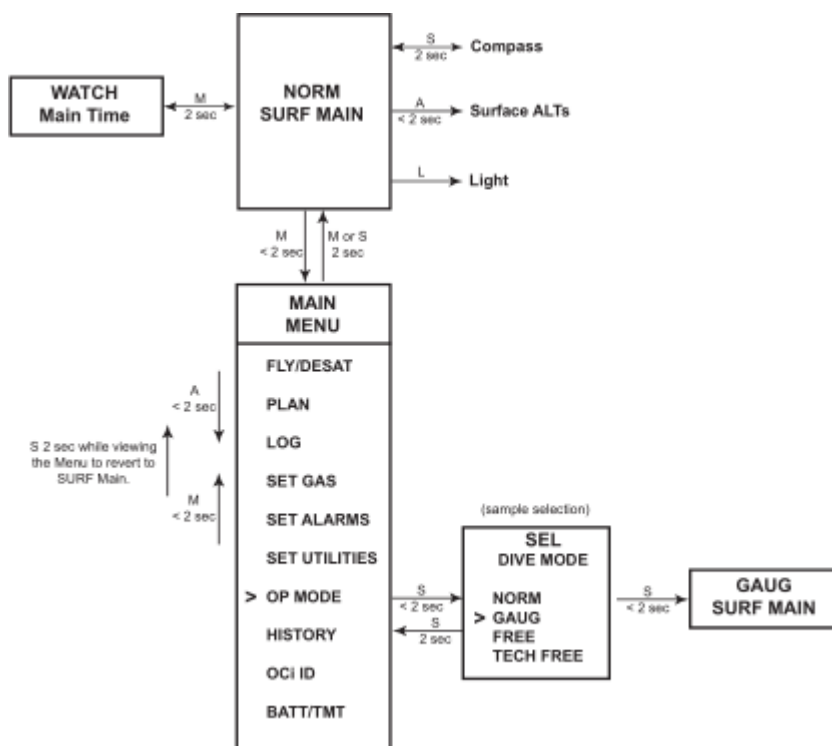 S
2 sec
Compass
NORM
SURF MAIN
WATCH
Main Time
M
2 sec
A
< 2 sec
Surface ALTs
L
Light
M
< 2 sec
M or S
2 sec
MAIN
MENU
FLY/DESAT
A
< 2 sec
PLAN
S 2 sec while viewing
the Menu to revert to
SURF Main.
LOG
M
< 2 sec
SET GAS
SET ALARMS
SET UTILITIES
> OP MODE
HISTORY
OCi ID
BATT/TMT
S
< 2 sec
S
2 sec
(sample selection)
SEL
DIVE MODE
NORM
> GAUG
FREE
TECH FREE
S
< 2 sec
GAUG
SURF MAIN